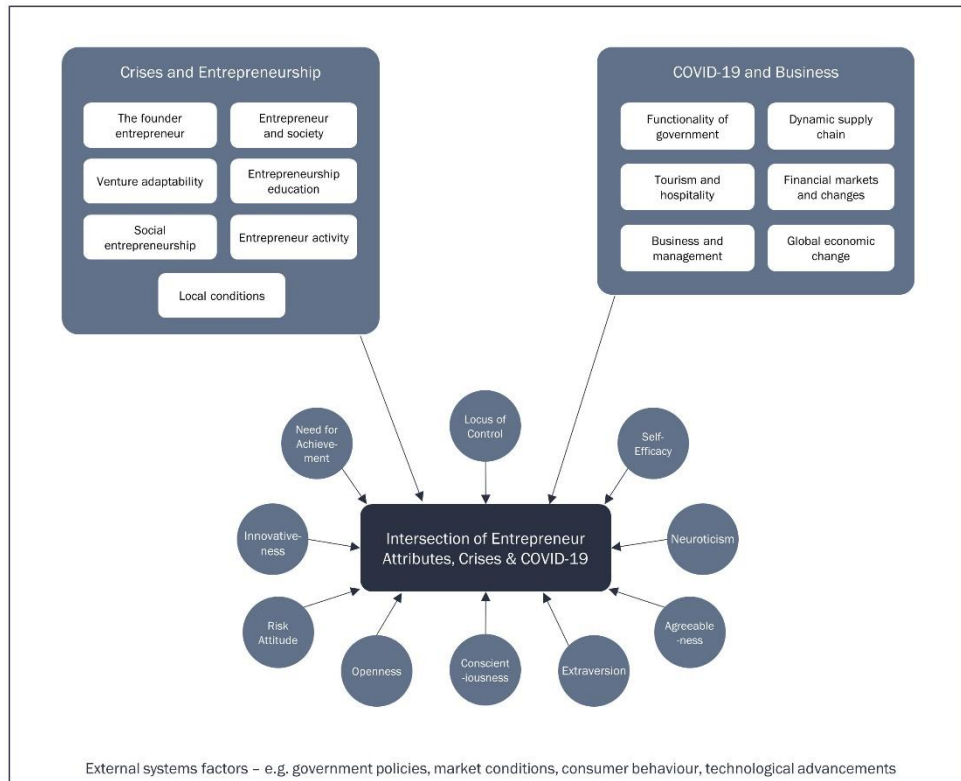 Crises and Entrepreneurship
The founder
entrepreneur
Entrepreneur
and society
Venture adaptability
Entrepreneurship
education
Social
entrepreneurship
Entrepreneur activity
Local conditions
COVID-19 and Business
Functionality of
government
Dynamic supply
chain
Tourism and
hospitality
Financial markets
and changes
Business and
management
Global economic
change
Need for
Achieve-
ment
Locus of
Control
Self-
Efficacy
Innovative-
ness
Intersection of Entrepreneur
Attributes, Crises & COVID-19
Neuroticism
Risk
Attitude
Openness
Conscient
-iousness
Extraversion
Agreeable
-ness
External systems factors – e.g. government policies, market conditions, consumer behaviour, technological advancements